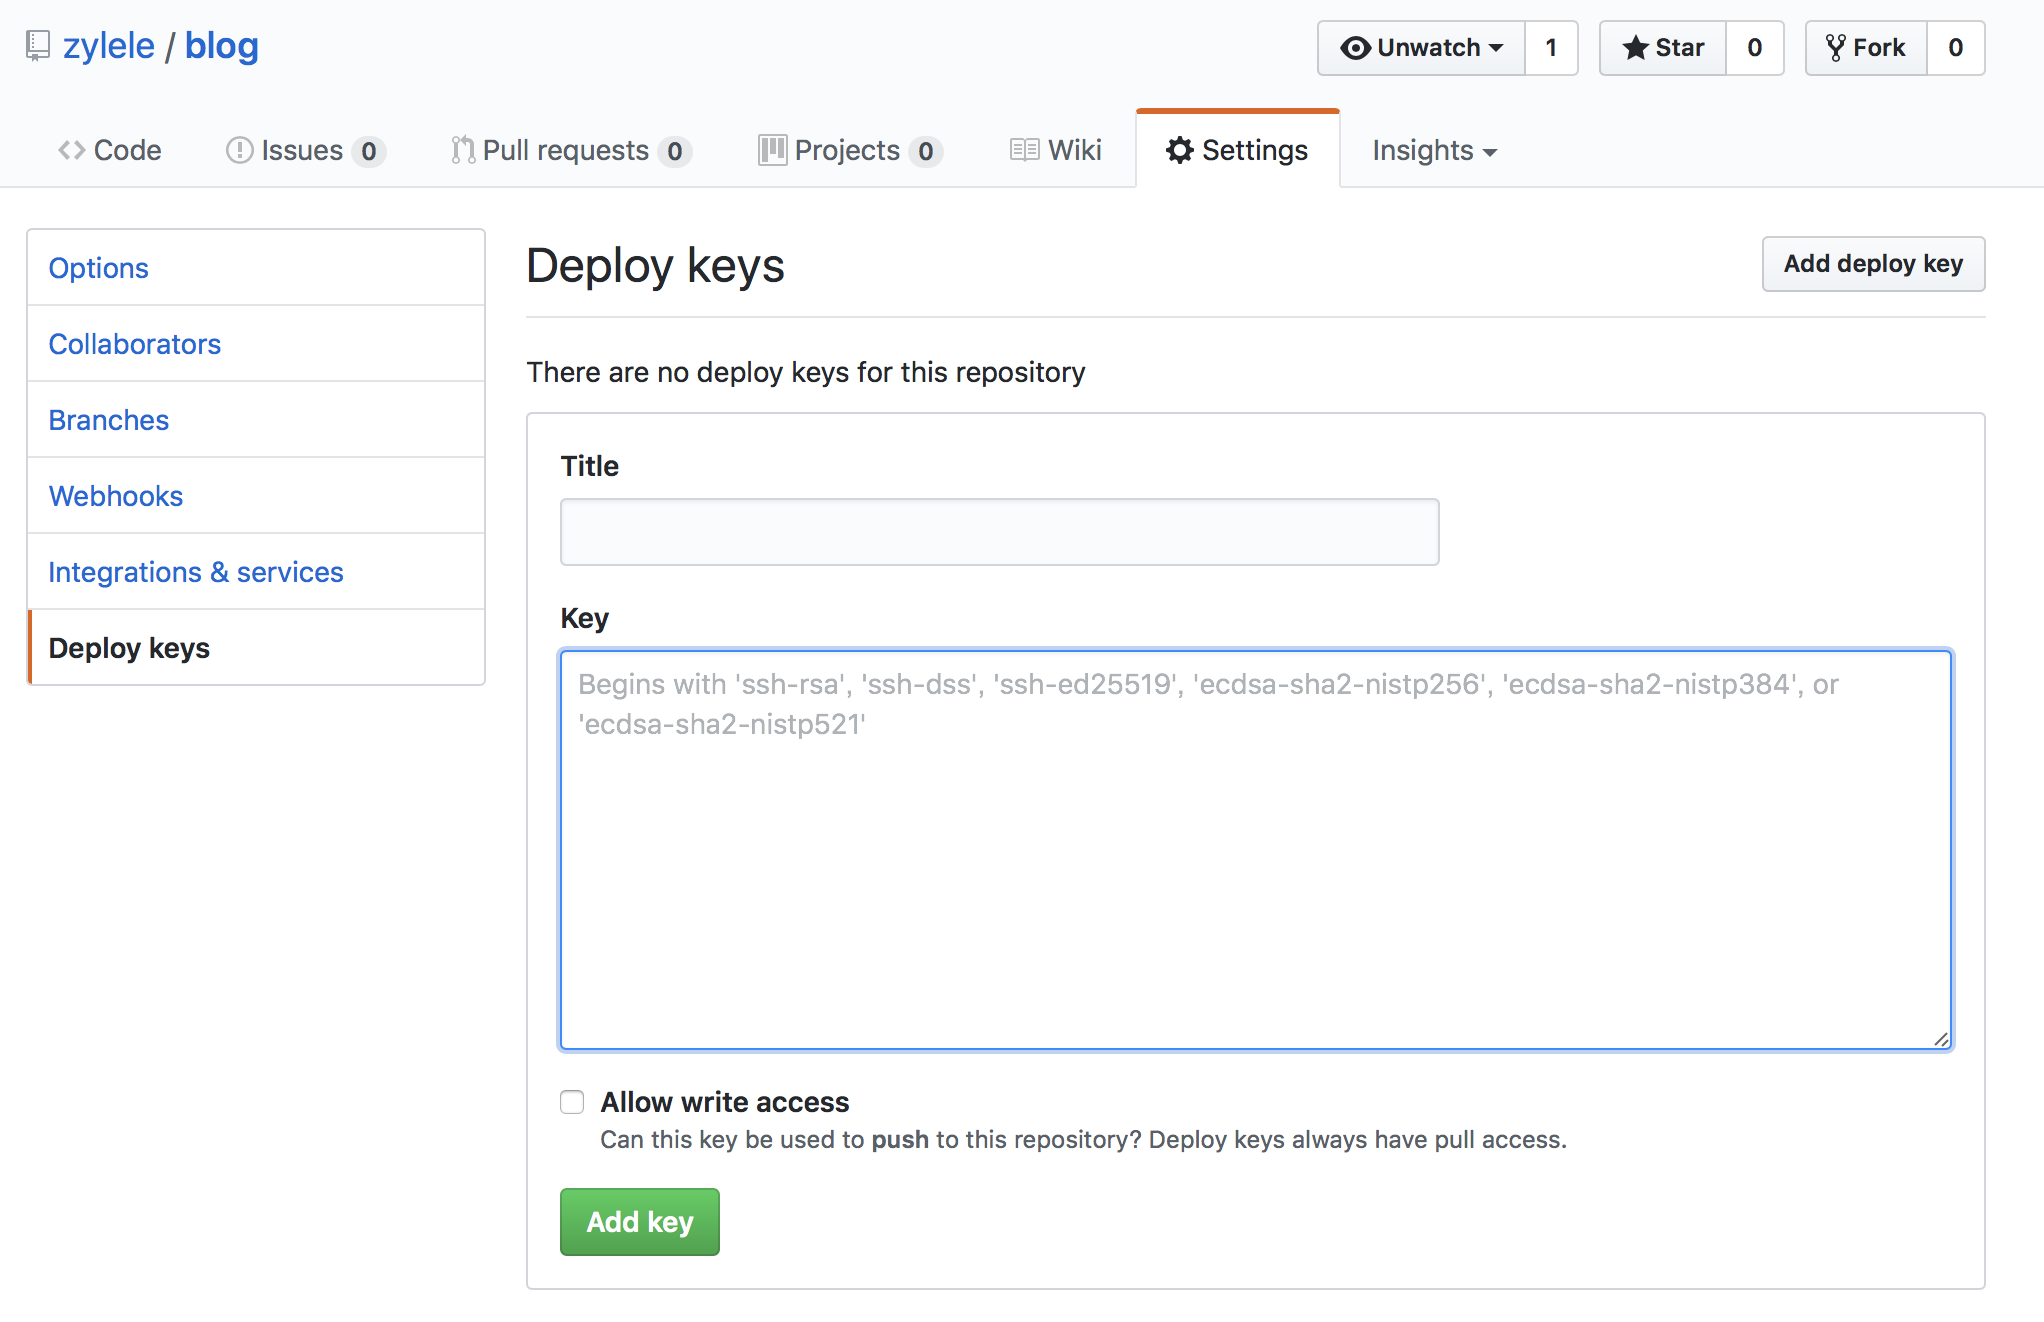 zylele / blog
Unwatch 1 Star 0 Fork 0
Code Issues 0 Pull requests 0 Projects 0 Wiki Settings Insights
Options
Collaborators
Branches
Webhooks
Integrations & services
Deploy keys
Deploy keys
Add deploy key
There are no deploy keys for this repository
Title
Key
Begins with 'ssh-rsa', 'ssh-dss', 'ssh-ed25519', 'ecdsa-sha2-nistp256', 'ecdsa-sha2-nistp384', or
'ecdsa-sha2-nistp521'
Allow write access
Can this key be used to push to this repository? Deploy keys always have pull access.
Add key